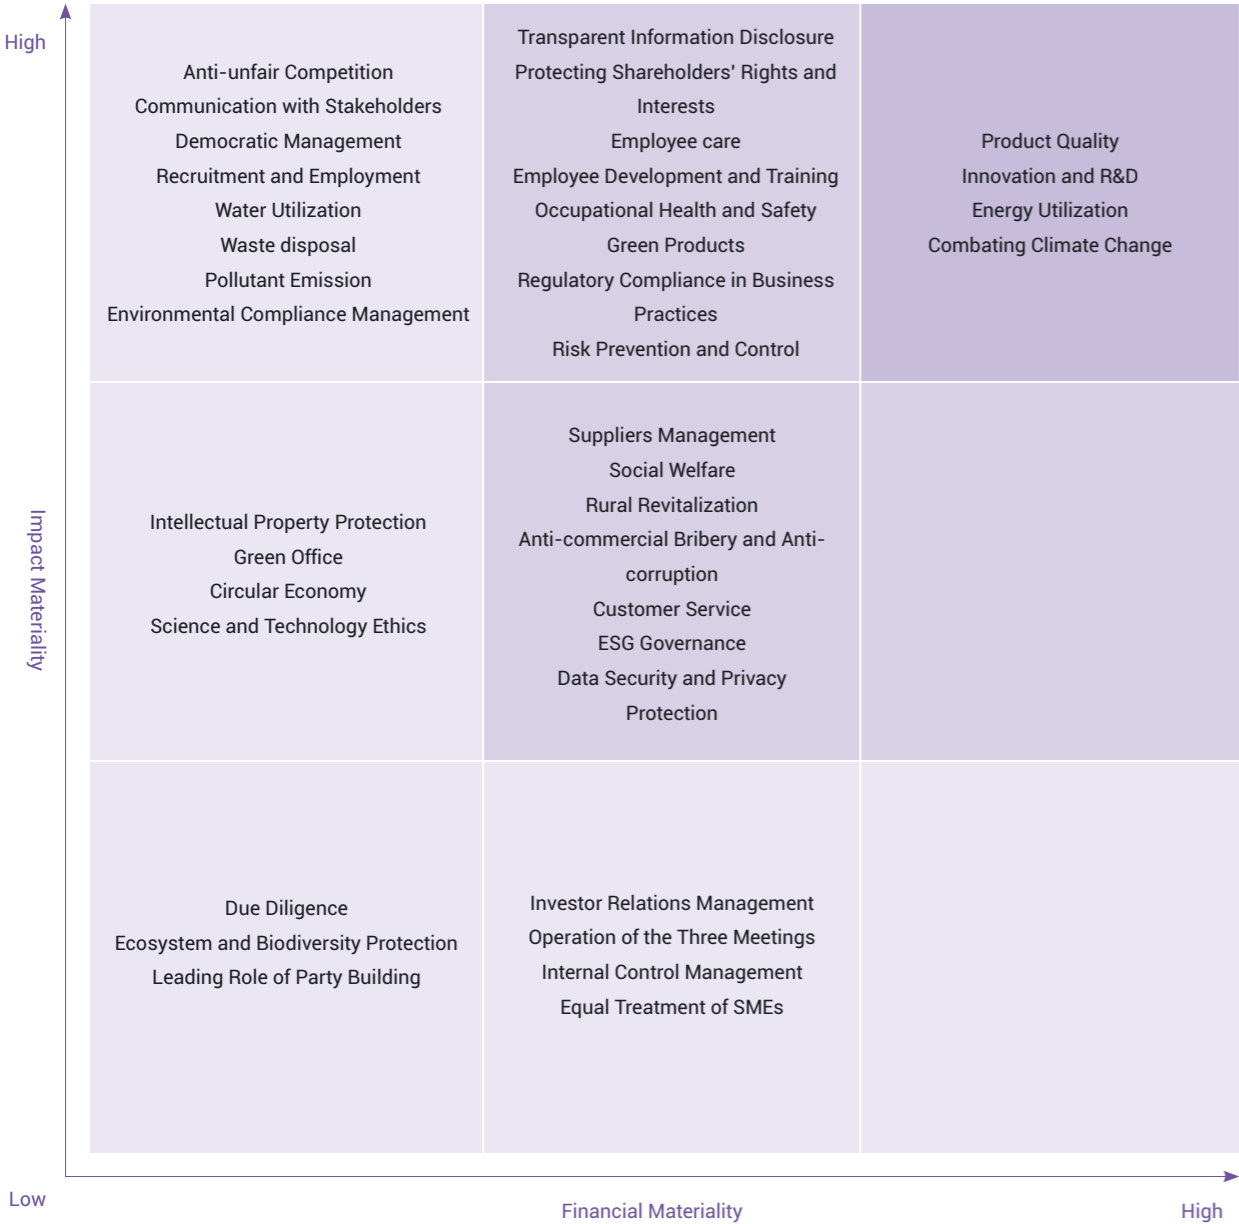 High
Anti-unfair Competition
Communication with Stakeholders
Democratic Management
Recruitment and Employment
Water Utilization
Waste disposal
Pollutant Emission
Environmental Compliance Management
Transparent Information Disclosure
Protecting Shareholders' Rights and
Interests
Employee care
Employee Development and Training
Occupational Health and Safety
Green Products
Regulatory Compliance in Business
Practices
Risk Prevention and Control
Product Quality
Innovation and R&D
Energy Utilization
Combating Climate Change
Impact Materiality
Intellectual Property Protection
Green Office
Circular Economy
Science and Technology Ethics
Suppliers Management
Social Welfare
Rural Revitalization
Anti-commercial Bribery and Anti-
corruption
Customer Service
ESG Governance
Data Security and Privacy
Protection
Due Diligence
Ecosystem and Biodiversity Protection
Leading Role of Party Building
Investor Relations Management
Operation of the Three Meetings
Internal Control Management
Equal Treatment of SMEs
Low
Financial Materiality
High